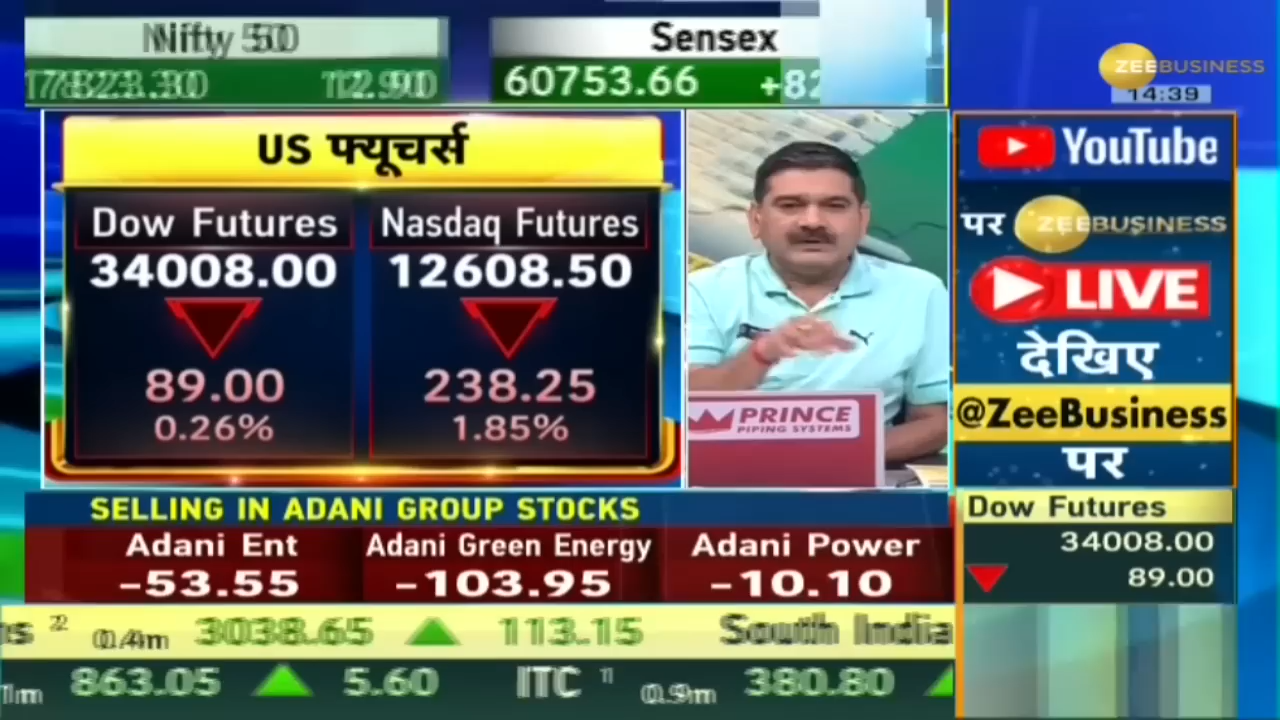 Nifty 50
Sensex
60753.66
ZEEBUSINESS
14:39
US फ्यूचर्स
Dow Futures
Nasdaq Futures
34008.00
12608.50
89.00
238.25
0.26%
1.85%
PRINCE
PIPING SYSTEMS
YouTube
पर ZEEBUSINESS
LIVE
देखिए
@ZeeBusiness
पर
Dow Futures
34008.00
89.00
SELLING IN ADANI GROUP STOCKS
Adani Ent
Adani Green Energy
Adani Power
-53.55
-103.95
-10.10
3038.65 113.15 South India
863.05 5.60 ITC 0.9m 380.80